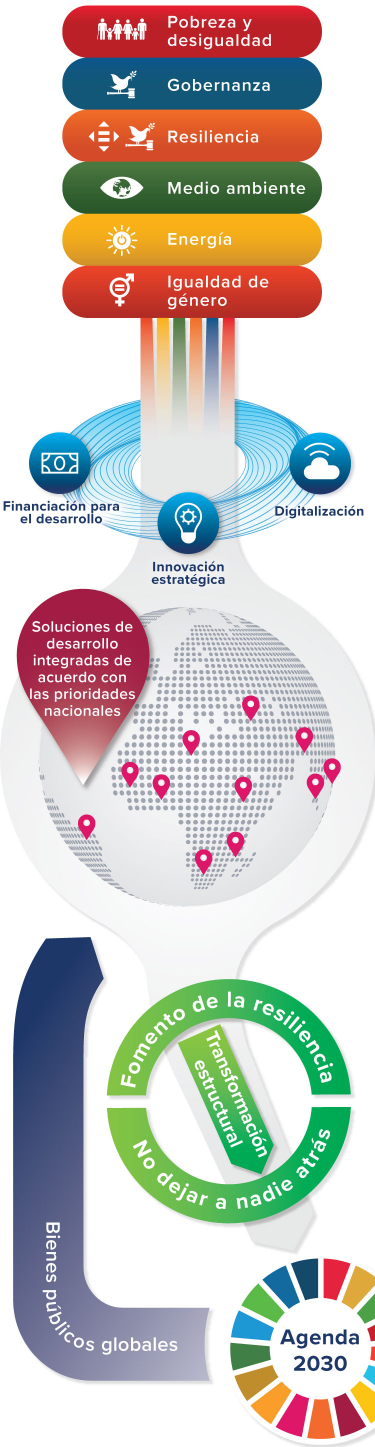 Pobreza y
desigualdad
Gobernanza
Resiliencia
Medio ambiente
Energía
Igualdad de
género
Financiación para
el desarrollo
Digitalización
Innovación
estratégica
Soluciones de
desarrollo
integradas de
acuerdo con
las prioridades
nacionales
Fomento de la resiliencia
Transformación
estructural
No dejar a nadie atrás
Bienes públicos globales
Agenda
2030